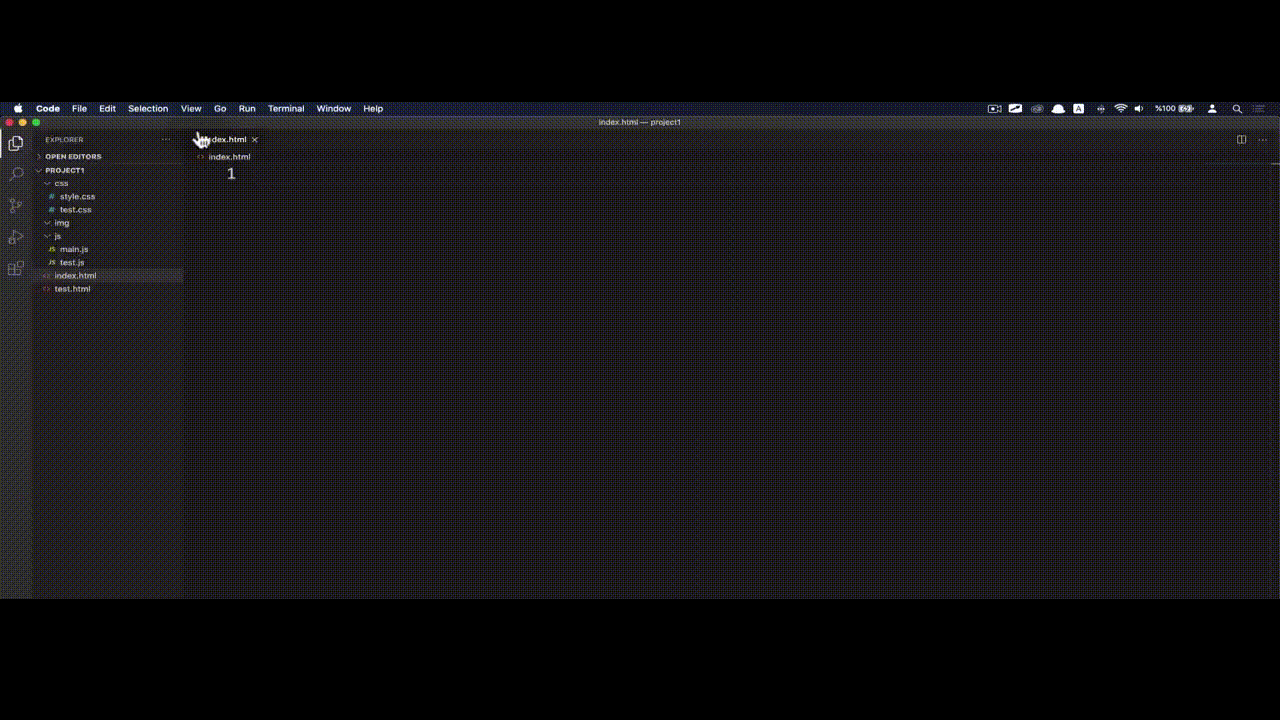 Code File Edit Selection View Go Run Terminal Window Help A %100
index.html — project1
EXPLORER ··· index.html ×
OPEN EDITORS <> index.html
PROJECT1 1
css
# style.css
# test.css
img
js
JS main.js
JS test.js
<> index.html
<> test.html